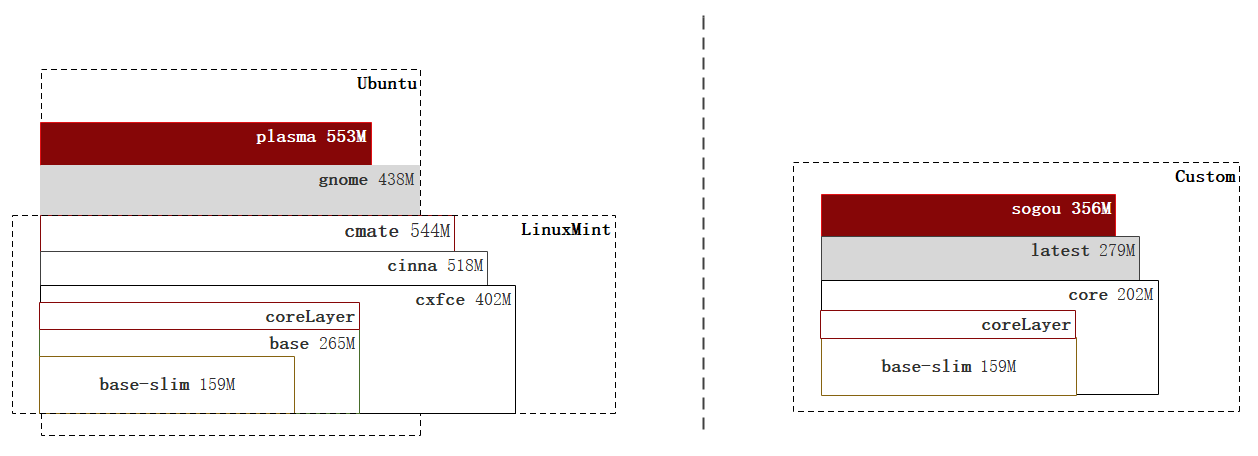 Ubuntu
plasma 553M
gnome 438M
cmate 544M
LinuxMint
cinna 518M
cxfce 402M
coreLayer
base 265M
base-slim 159M
Custom
sogou 356M
latest 279M
core 202M
coreLayer
base-slim 159M